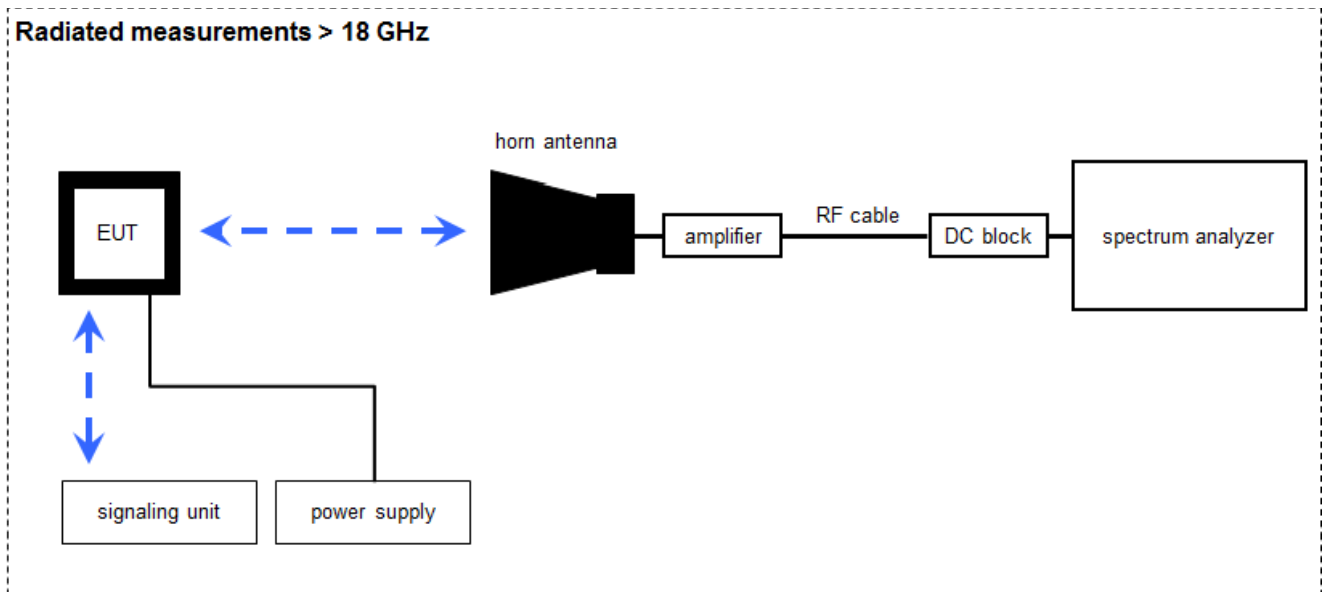 Radiated measurements > 18 GHz
horn antenna
EUT
amplifier
RF cable
DC block
spectrum analyzer
signaling unit
power supply